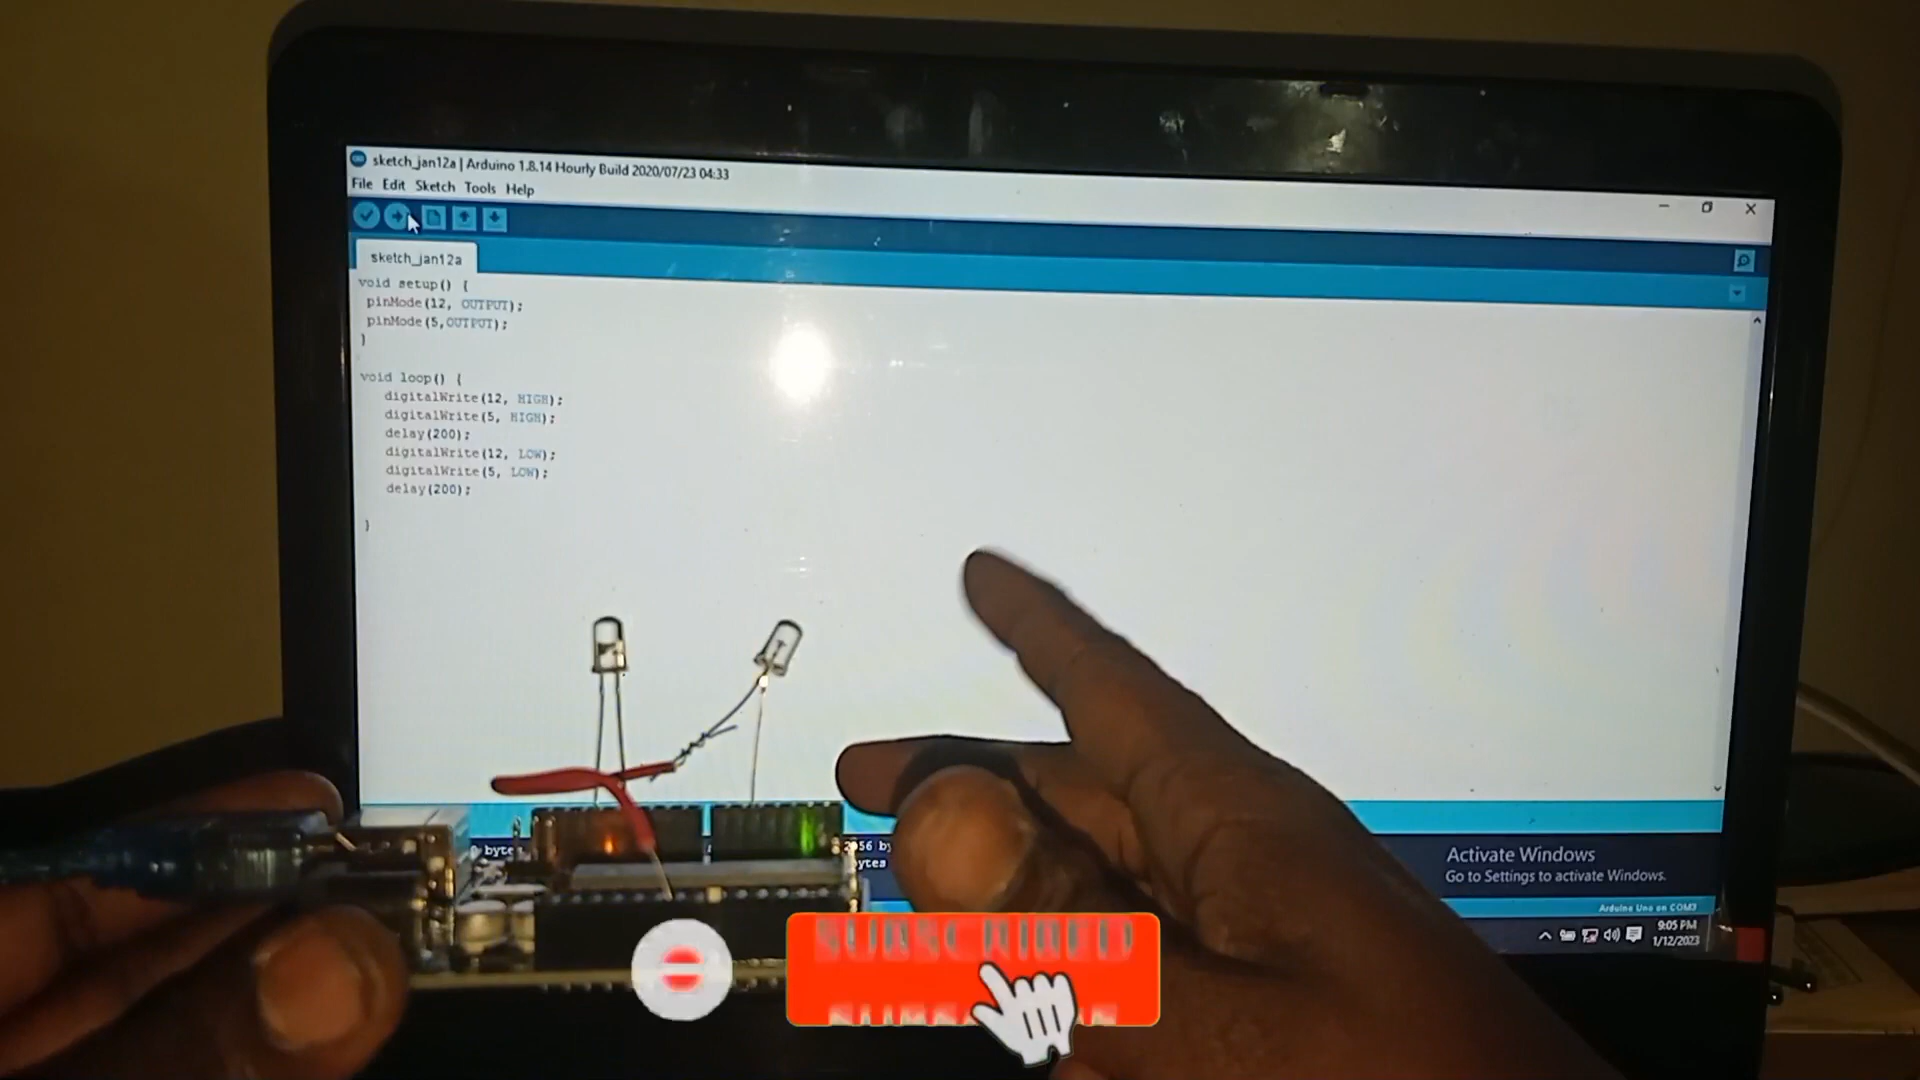 sketch_jan12a | Arduino 1.8.14 Hourly Build 2020/07/23 04:33
File Edit Sketch Tools Help
sketch_jan12a
void setup() {
pinMode(12, OUTPUT);
pinMode(5,OUTPUT);
}
void loop() {
digitalWrite(12, HIGH);
digitalWrite(5, HIGH);
delay(200);
digitalWrite(12, LOW);
digitalWrite(5, LOW);
delay(200);
}
Activate Windows
Go to Settings to activate Windows.
Arduino Uno on COM3
9:05 PM
1/12/2023
SUBSCRIBED